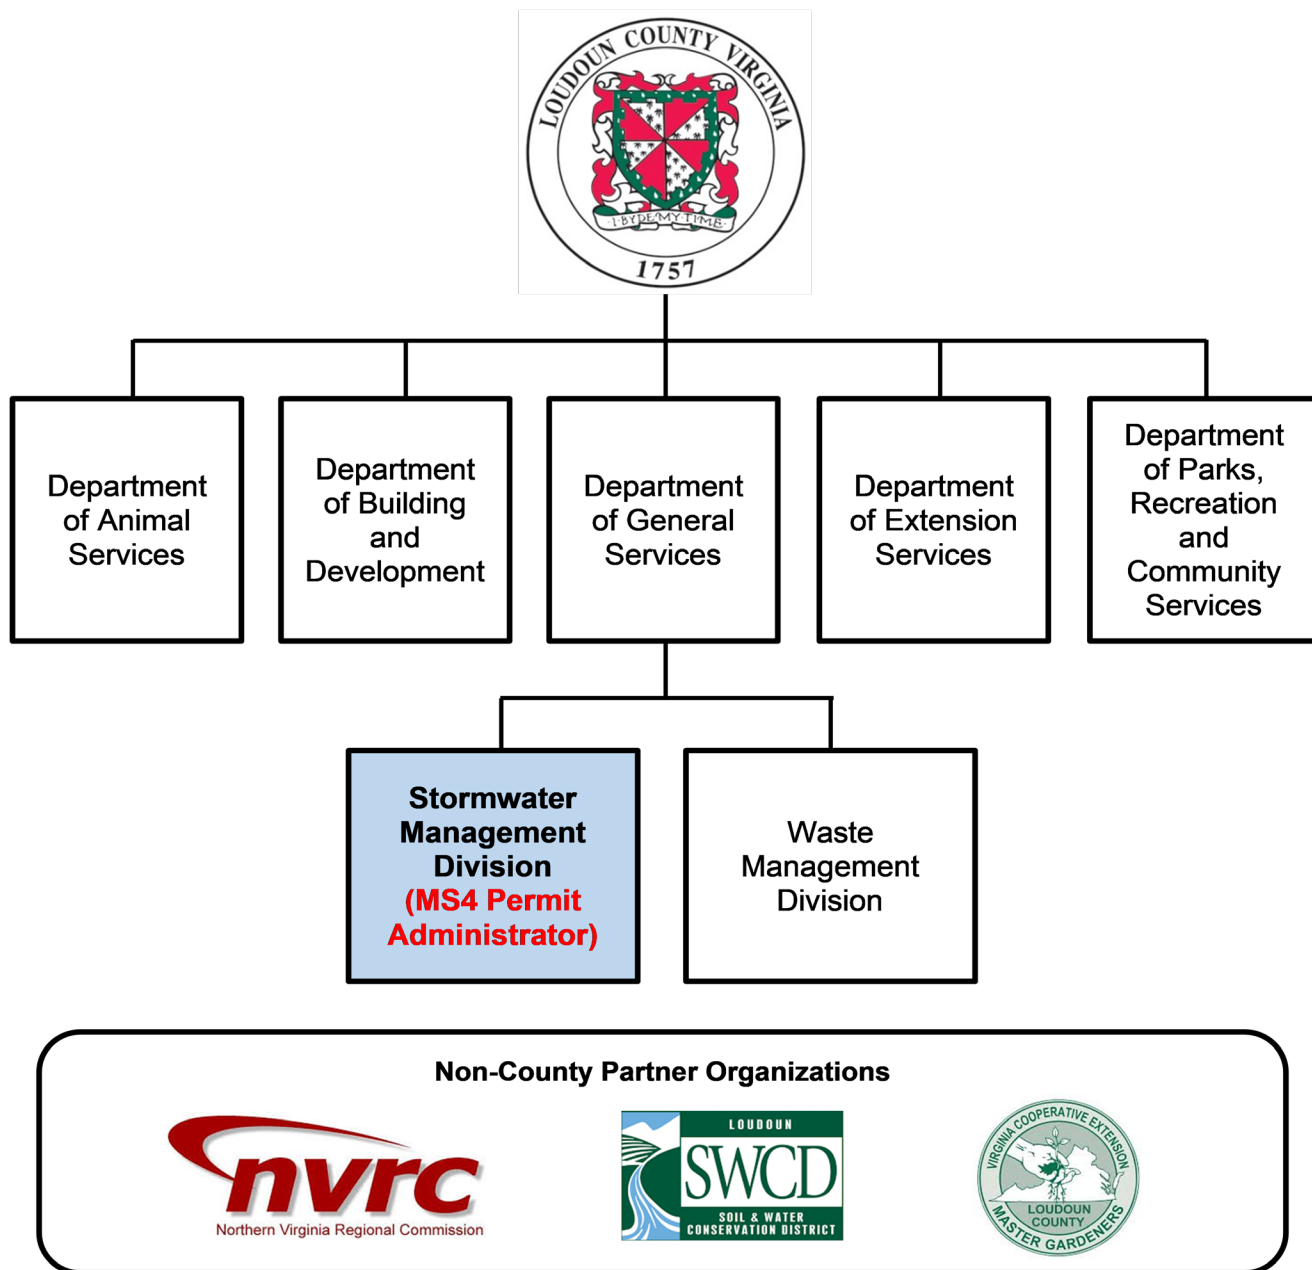 LOUDOUN COUNTY VIRGINIA
I·BYDE·MY·TIME
1757
Department
of Animal
Services
Department
of Building
and
Development
Department
of General
Services
Department
of Extension
Services
Department
of Parks,
Recreation
and
Community
Services
Stormwater
Management
Division
(MS4 Permit
Administrator)
Waste
Management
Division
Non-County Partner Organizations
nvrc
Northern Virginia Regional Commission
LOUDOUN
SWCD
SOIL & WATER
CONSERVATION DISTRICT
VIRGINIA COOPERATIVE EXTENSION
LOUDOUN
COUNTY
MASTER GARDENERS